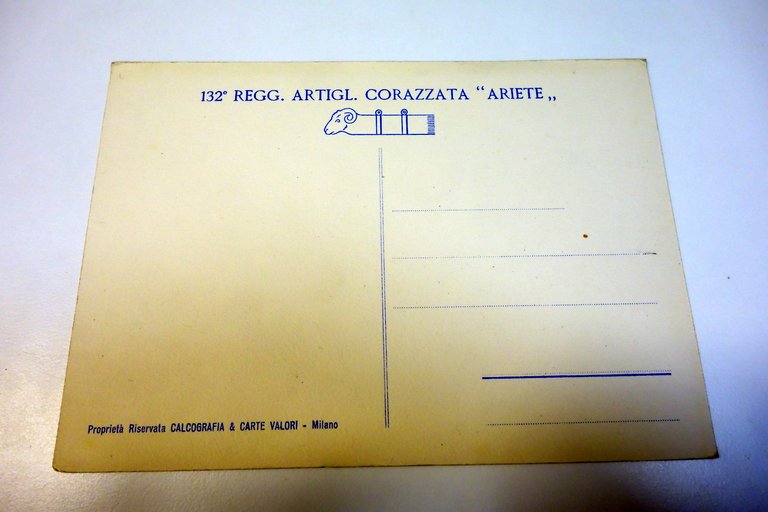 132° REGG. ARTIGL. CORAZZATA “ARIETE„
Proprietà Riservata CALCOGRAFIA & CARTE VALORI - Milano